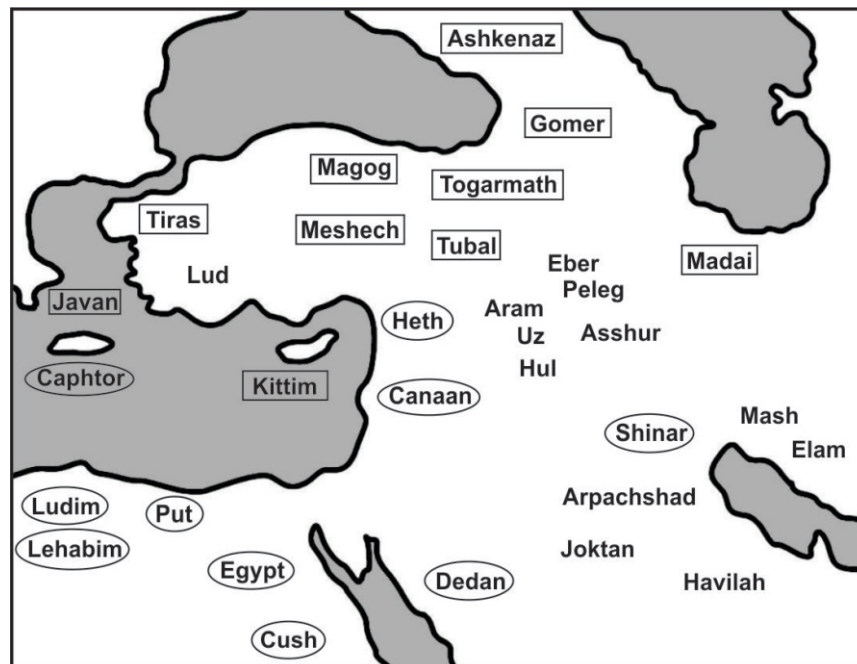 Ashkenaz
Gomer
Magog
Togarmath
Tiras
Meshech
Tubal
Madai
Eber
Lud
Peleg
Javan
Aram
Heth
Uz
Asshur
Caphtor
Hul
Kittim
Canaan
Mash
Shinar
Elam
Arpachshad
Ludim
Put
Lehabim
Joktan
Egypt
Dedan
Havilah
Cush